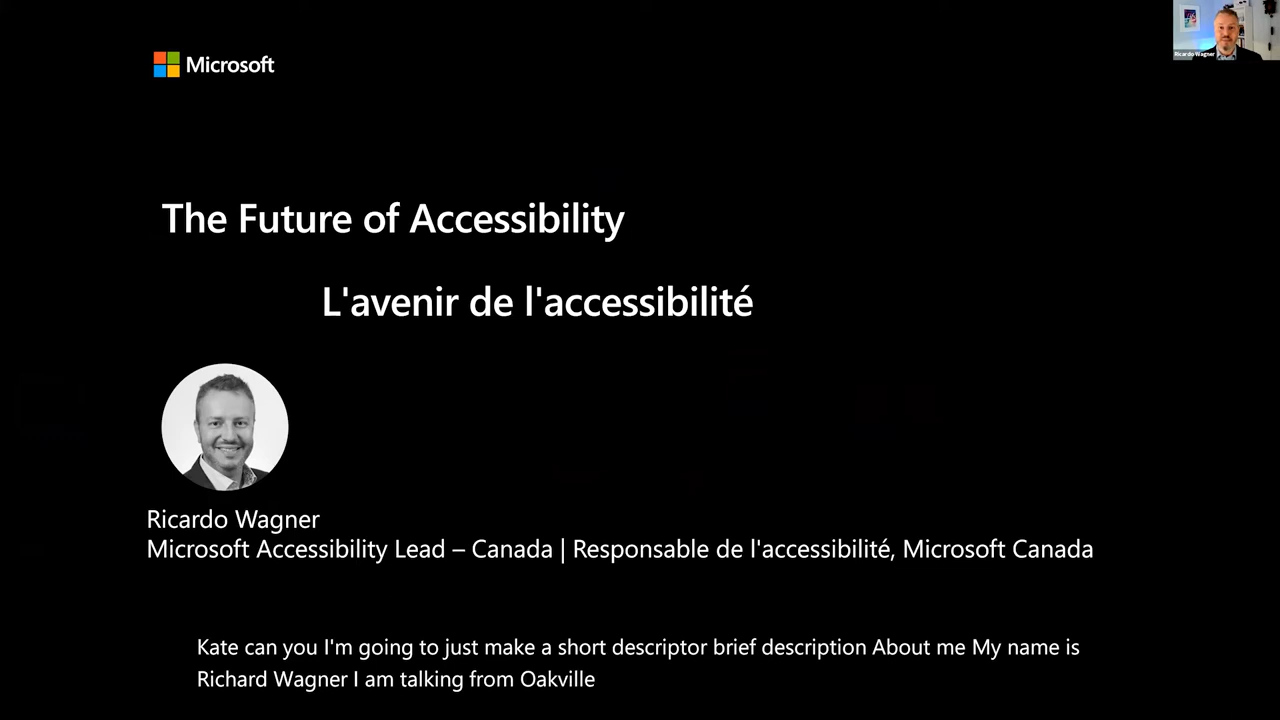 Microsoft
Ricardo Wagner
The Future of Accessibility
L'avenir de l'accessibilité
Ricardo Wagner
Microsoft Accessibility Lead – Canada | Responsable de l'accessibilité, Microsoft Canada
Kate can you I'm going to just make a short descriptor brief description About me My name is
Richard Wagner I am talking from Oakville